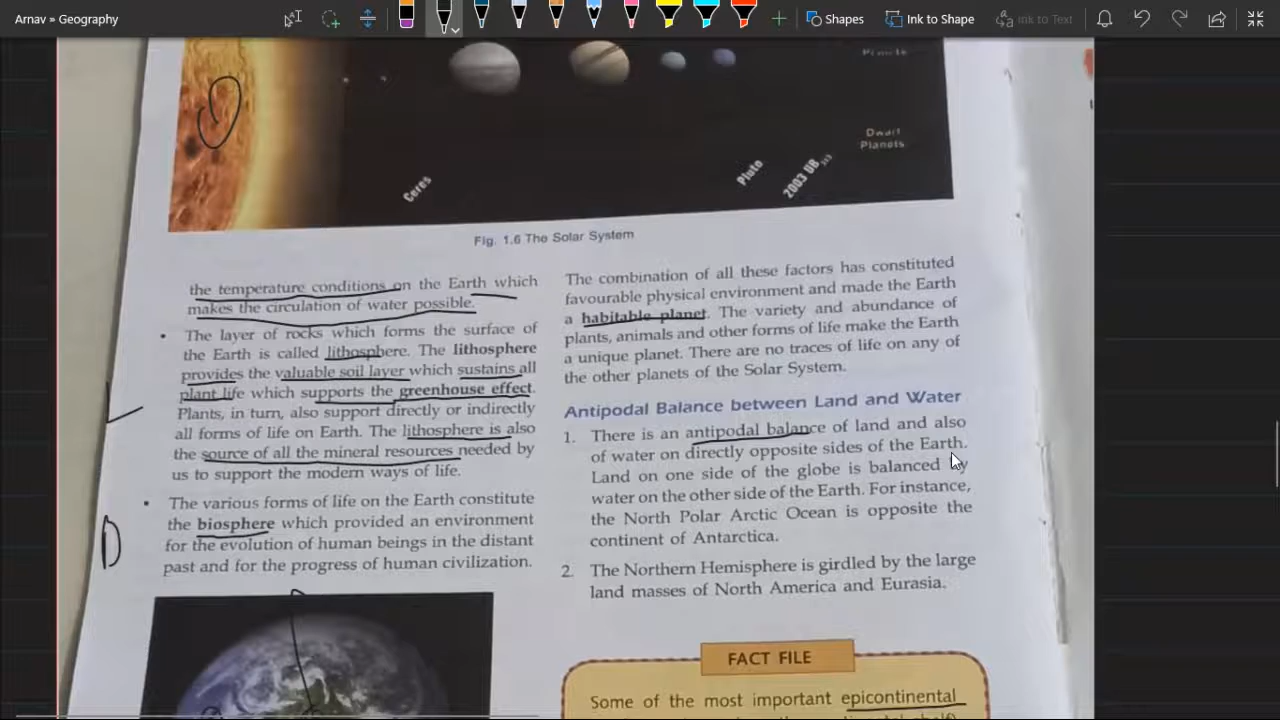 Arnav » Geography
Shapes
Ink to Shape
Ink to Text
Dwarf
Planets
Ceres
Pluto
2003 UB 313
Fig. 1.6 The Solar System
the temperature conditions on the Earth which
makes the circulation of water possible.
• The layer of rocks which forms the surface of
the Earth is called lithosphere. The lithosphere
provides the valuable soil layer which sustains all
plant life which supports the greenhouse effect.
Plants, in turn, also support directly or indirectly
all forms of life on Earth. The lithosphere is also
the source of all the mineral resources needed by
us to support the modern ways of life.
• The various forms of life on the Earth constitute
the biosphere which provided an environment
for the evolution of human beings in the distant
past and for the progress of human civilization.
The combination of all these factors has constituted
favourable physical environment and made the Earth
a habitable planet. The variety and abundance of
plants, animals and other forms of life make the Earth
a unique planet. There are no traces of life on any of
the other planets of the Solar System.
Antipodal Balance between Land and Water
1. There is an antipodal balance of land and also
of water on directly opposite sides of the Earth.
Land on one side of the globe is balanced by
water on the other side of the Earth. For instance,
the North Polar Arctic Ocean is opposite the
continent of Antarctica.
2. The Northern Hemisphere is girdled by the large
land masses of North America and Eurasia.
FACT FILE
Some of the most important epicontinental